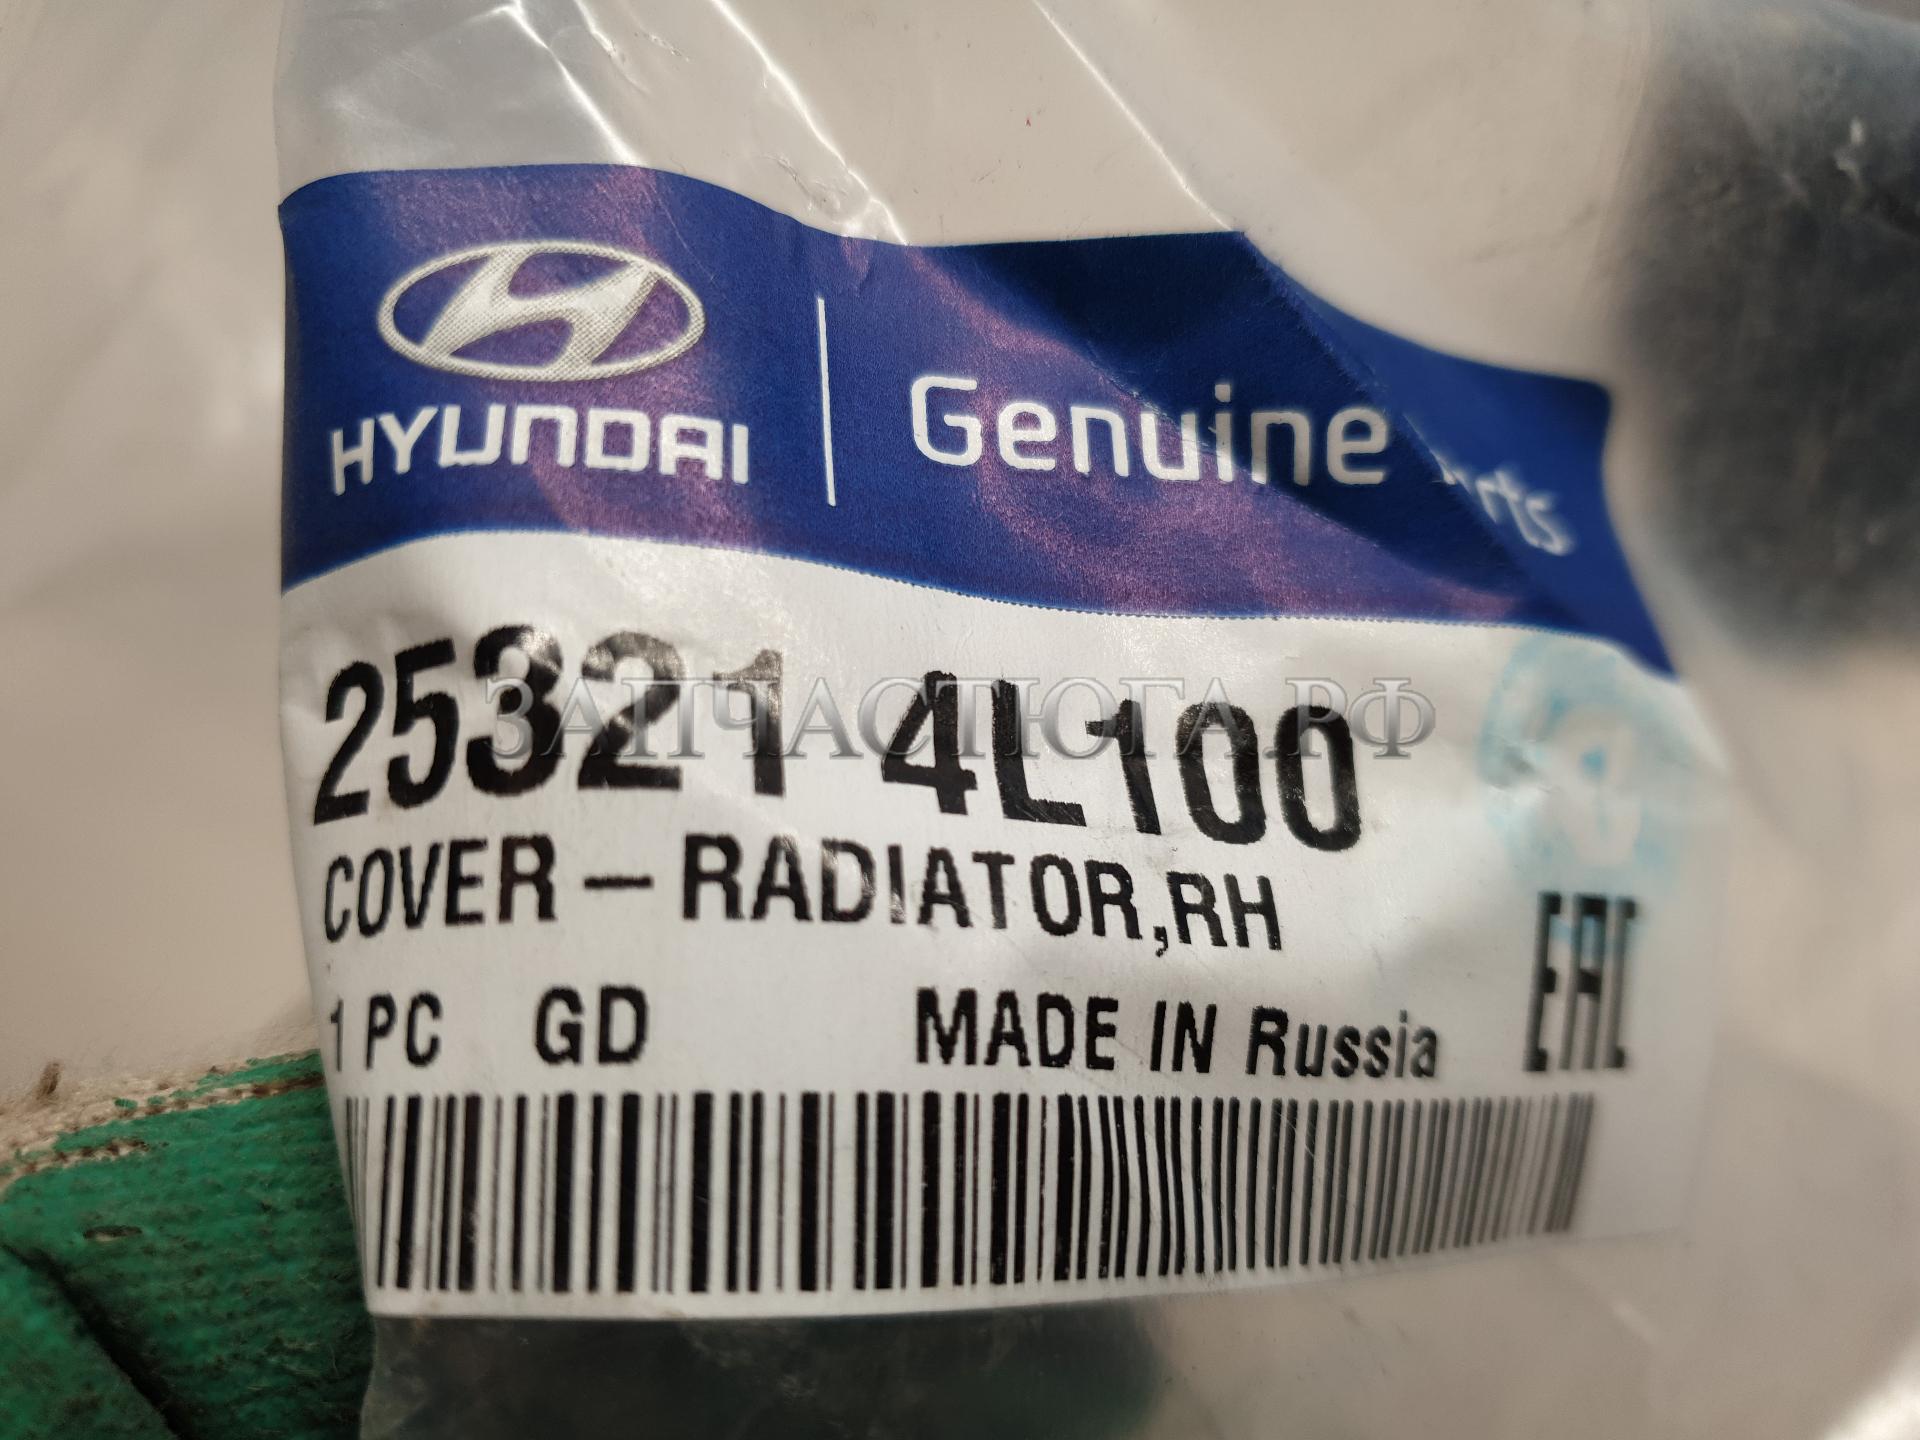 HYUNDAI Genuine
25321 4L100
ЗАПЧАСТЮГА.РФ
COVER – RADIATOR,RH
1 PC GD MADE IN Russia
EAC